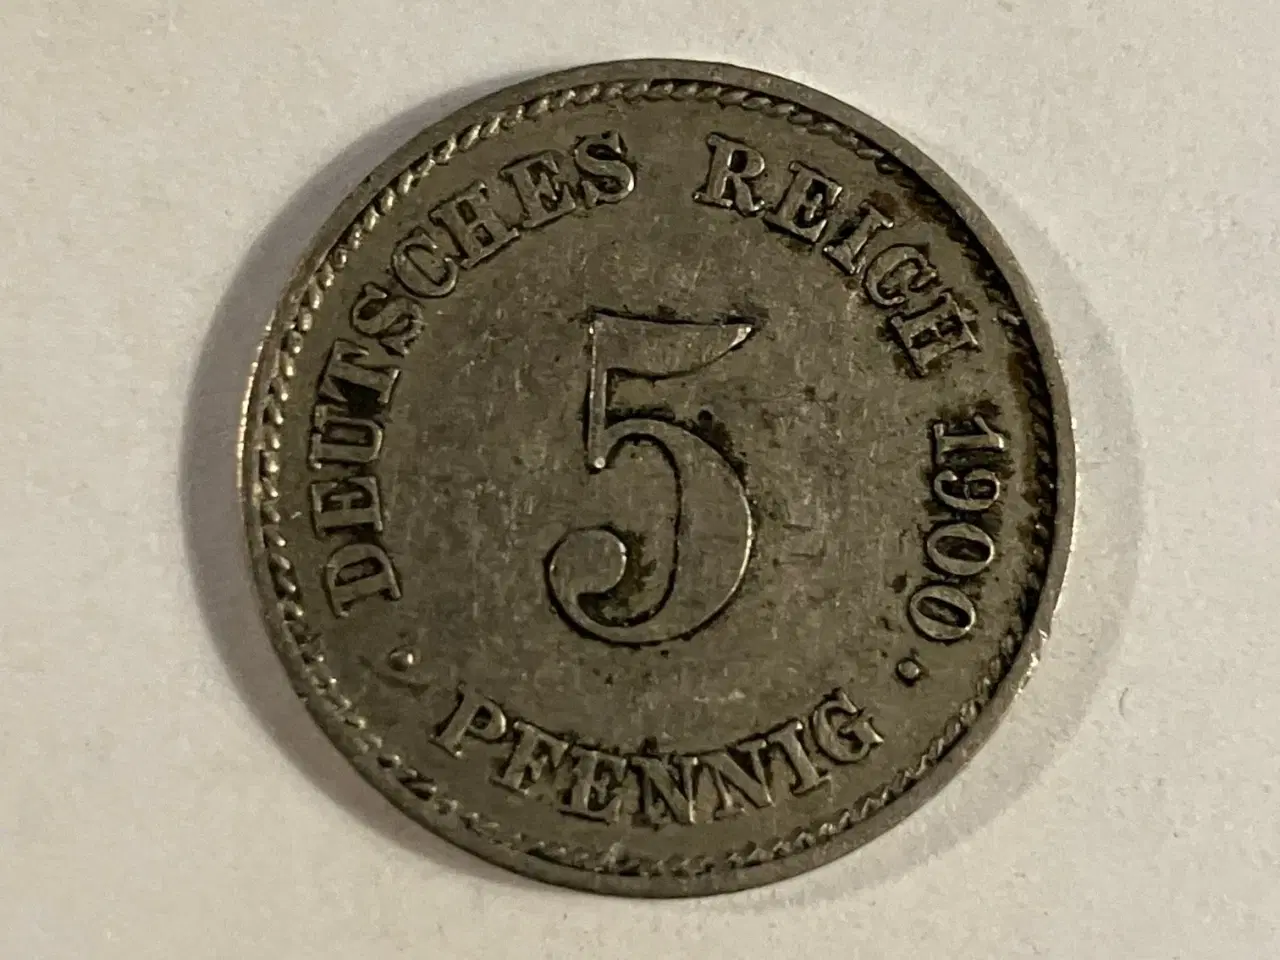 DEUTSCHES REICH 1900
5
· PFENNIG ·